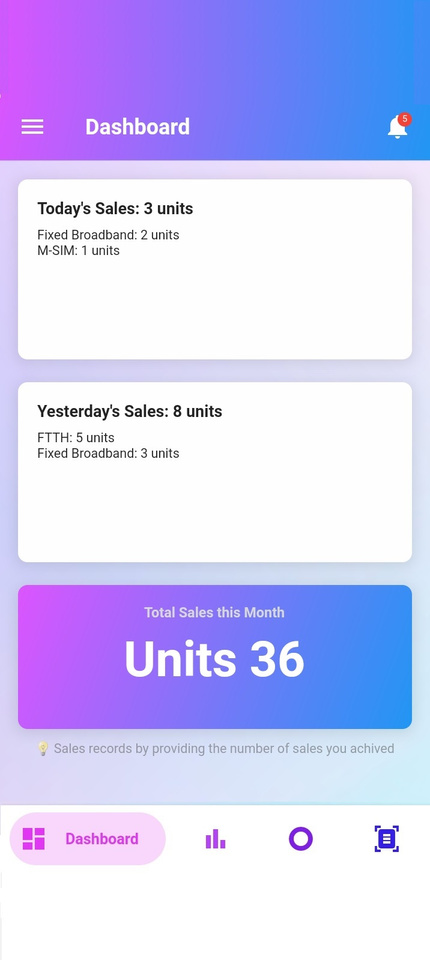 Dashboard
5
Today's Sales: 3 units
Fixed Broadband: 2 units
M-SIM: 1 units
Yesterday's Sales: 8 units
FTTH: 5 units
Fixed Broadband: 3 units
Total Sales this Month
Units 36
💡 Sales records by providing the number of sales you achived
Dashboard